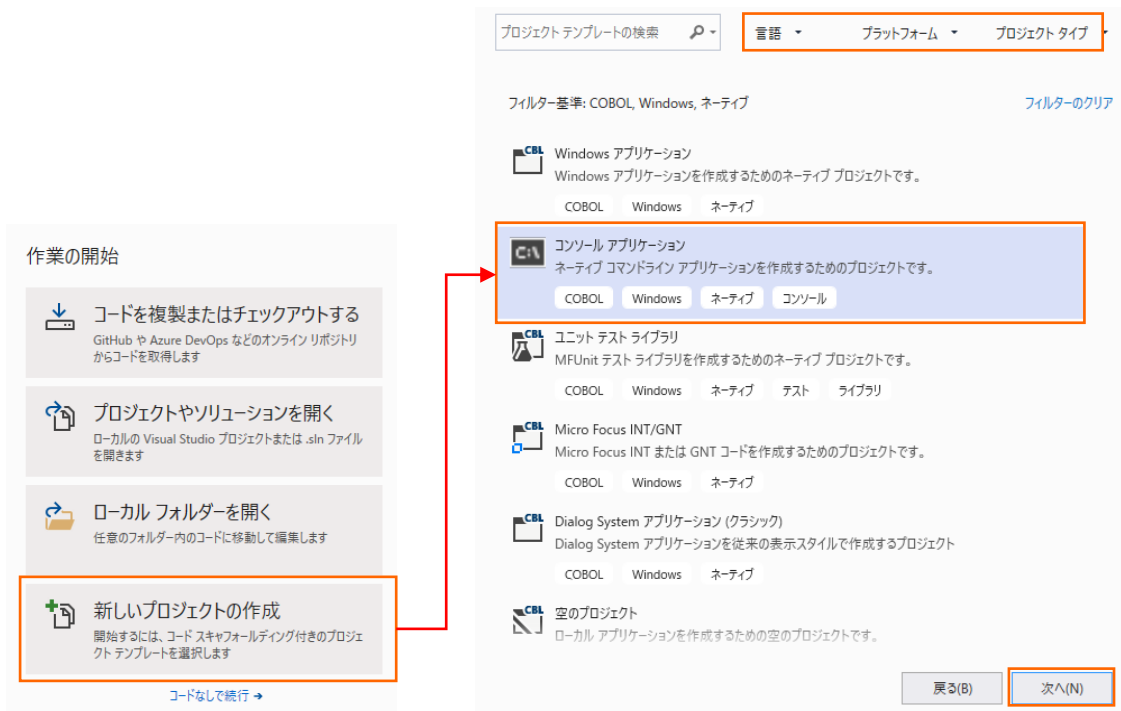 作業の開始
コードを複製またはチェックアウトする
GitHub や Azure DevOps などのオンライン リポジトリ
からコードを取得します
プロジェクトやソリューションを開く
ローカルの Visual Studio プロジェクトまたは .sln ファイル
を開きます
ローカル フォルダーを開く
任意のフォルダー内のコードに移動して編集します
新しいプロジェクトの作成
開始するには、コード スキャフォールディング付きのプロジェ
クト テンプレートを選択します
コードなしで続行
プロジェクト テンプレートの検索
言語 プラットフォーム プロジェクト タイプ
フィルター基準: COBOL, Windows, ネーティブ フィルターのクリア
CBL Windows アプリケーション
Windows アプリケーションを作成するためのネーティブ プロジェクトです。
COBOL Windows ネーティブ
C:\ コンソール アプリケーション
ネーティブ コマンドライン アプリケーションを作成するためのプロジェクトです。
COBOL Windows ネーティブ コンソール
CBL ユニット テスト ライブラリ
MFUnit テスト ライブラリを作成するためのネーティブ プロジェクトです。
COBOL Windows ネーティブ テスト ライブラリ
CBL Micro Focus INT/GNT
Micro Focus INT または GNT コードを作成するためのプロジェクトです。
COBOL Windows ネーティブ
CBL Dialog System アプリケーション (クラシック)
Dialog System アプリケーションを従来の表示スタイルで作成するプロジェクト
COBOL Windows ネーティブ
CBL 空のプロジェクト
ローカル アプリケーションを作成するための空のプロジェクトです。
戻る(B) 次へ(N)